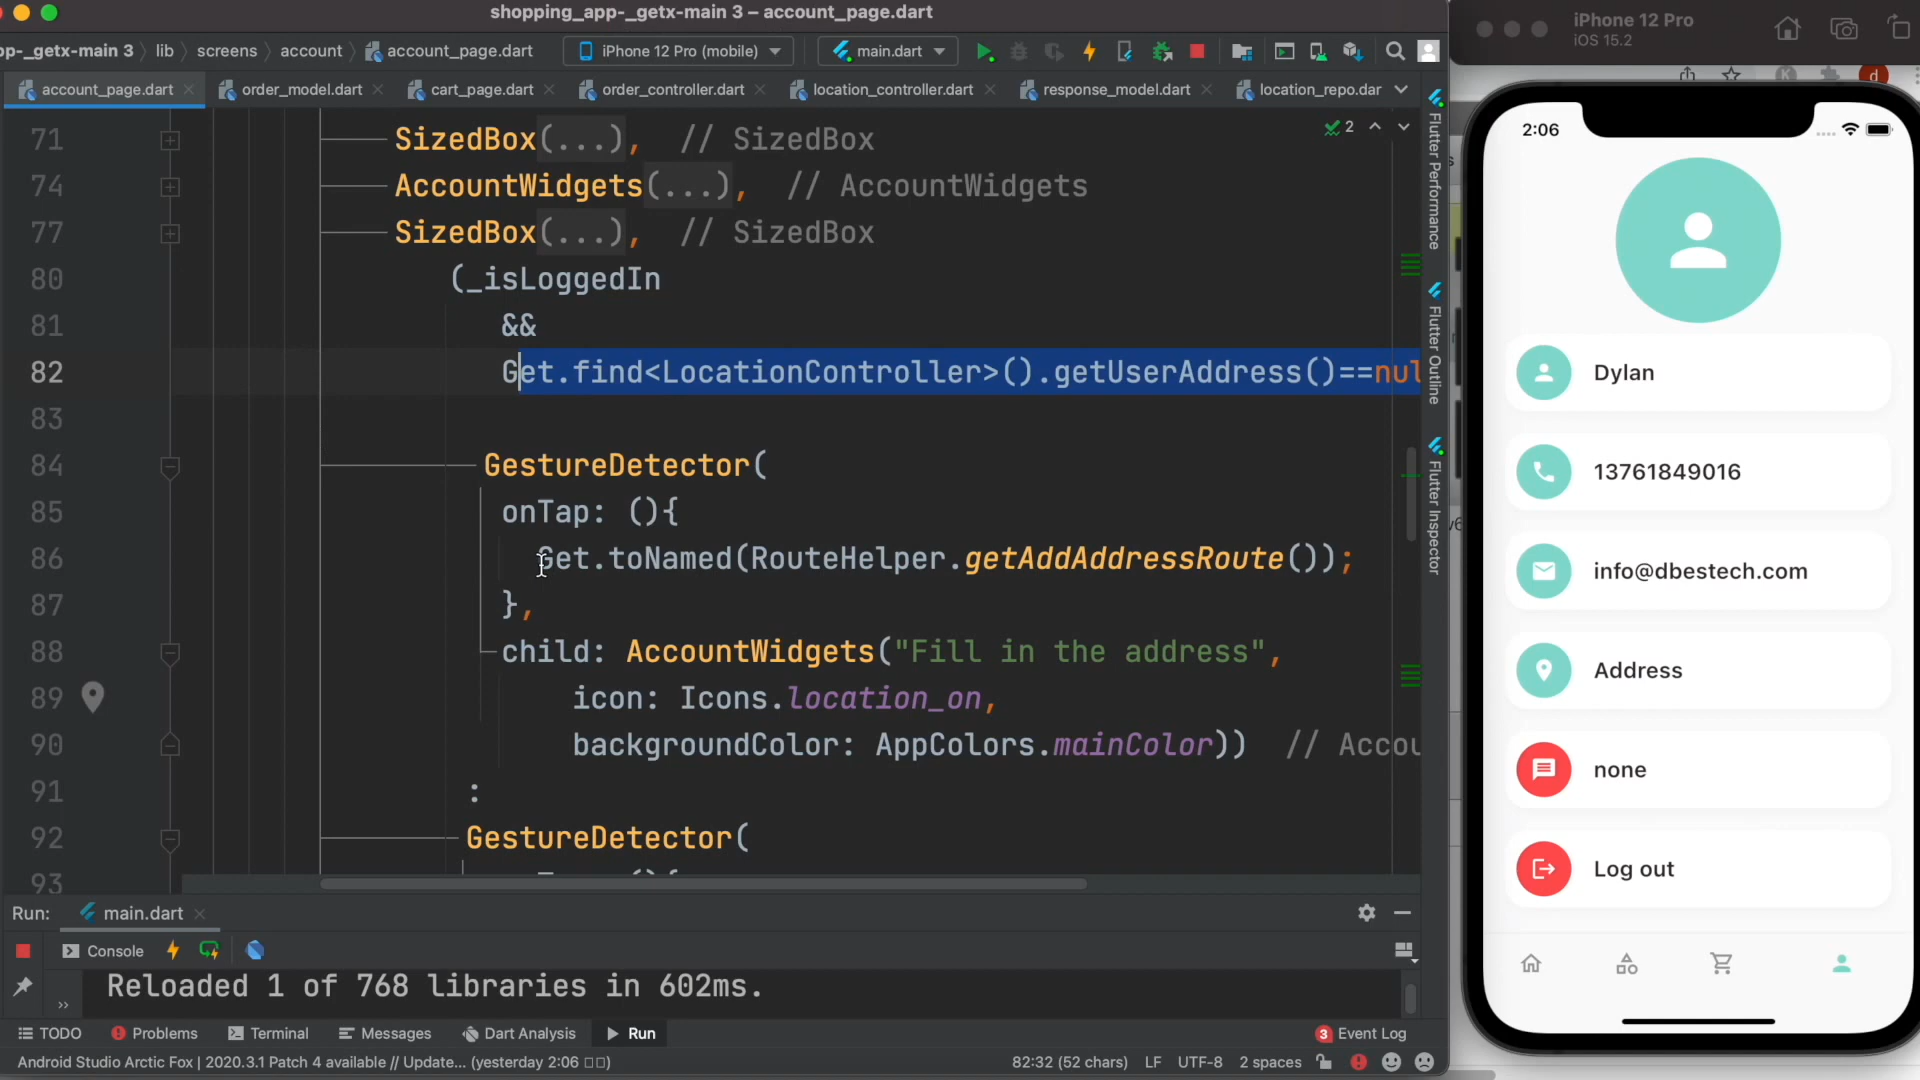 shopping_app-_getx-main 3 – account_page.dart
pp-_getx-main 3 lib screens account account_page.dart iPhone 12 Pro (mobile) main.dart
account_page.dart order_model.dart cart_page.dart order_controller.dart location_controller.dart response_model.dart location_repo.dar
71 SizedBox(...), // SizedBox 2
74 AccountWidgets(...), // AccountWidgets
77 SizedBox(...), // SizedBox
80 (_isLoggedIn
81 &&
82 Get.find<LocationController>().getUserAddress()==nul
83
84 GestureDetector(
85 onTap: (){
86 Get.toNamed(RouteHelper.getAddAddressRoute());
87 },
88 child: AccountWidgets("Fill in the address",
89 icon: Icons.location_on,
90 backgroundColor: AppColors.mainColor)) // Accou
91 :
92 GestureDetector(
93
Flutter Performance
Flutter Outline
Flutter Inspector
Run: main.dart
Console
Reloaded 1 of 768 libraries in 602ms.
TODO Problems Terminal Messages Dart Analysis Run 3 Event Log
Android Studio Arctic Fox | 2020.3.1 Patch 4 available // Update... (yesterday 2:06
82:32 (52 chars) LF UTF-8 2 spaces
iPhone 12 Pro
iOS 15.2
K d
2:06
Dylan
13761849016
info@dbestech.com
Address
none
Log out